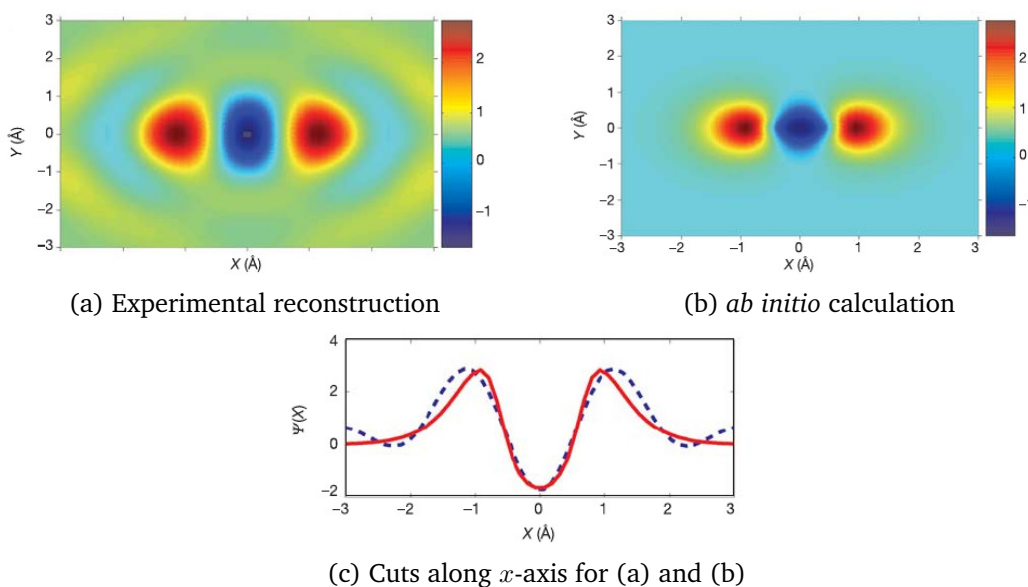 3
2
1
0
−1
−2
−3
Y (Å)
X (Å)
2
1
0
−1
(a) Experimental reconstruction
3
2
1
0
−1
−2
−3
Y (Å)
−3 −2 −1 0 1 2 3
X (Å)
2
1
0
−1
(b) ab initio calculation
4
2
0
−2
Ψ(X)
−3 −2 −1 0 1 2 3
X (Å)
(c) Cuts along x-axis for (a) and (b)